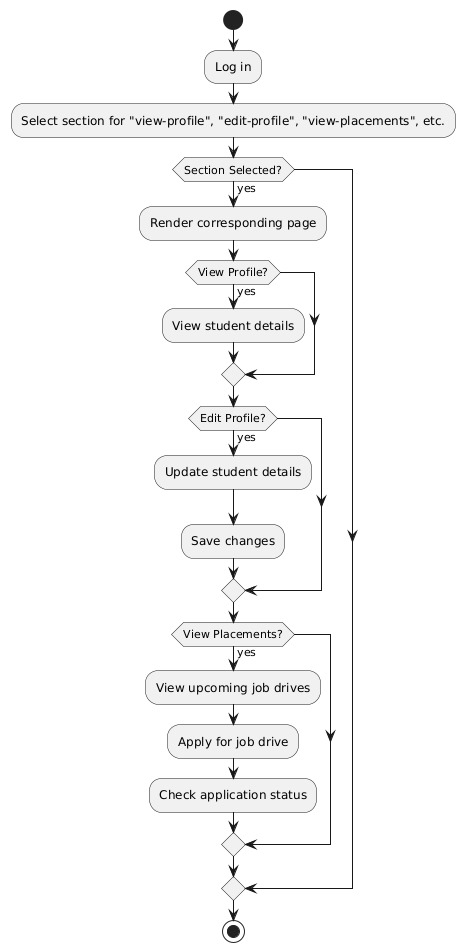 Log in
Select section for "view-profile", "edit-profile", "view-placements", etc.
Section Selected?
yes
Render corresponding page
View Profile?
yes
View student details
Edit Profile?
yes
Update student details
Save changes
View Placements?
yes
View upcoming job drives
Apply for job drive
Check application status